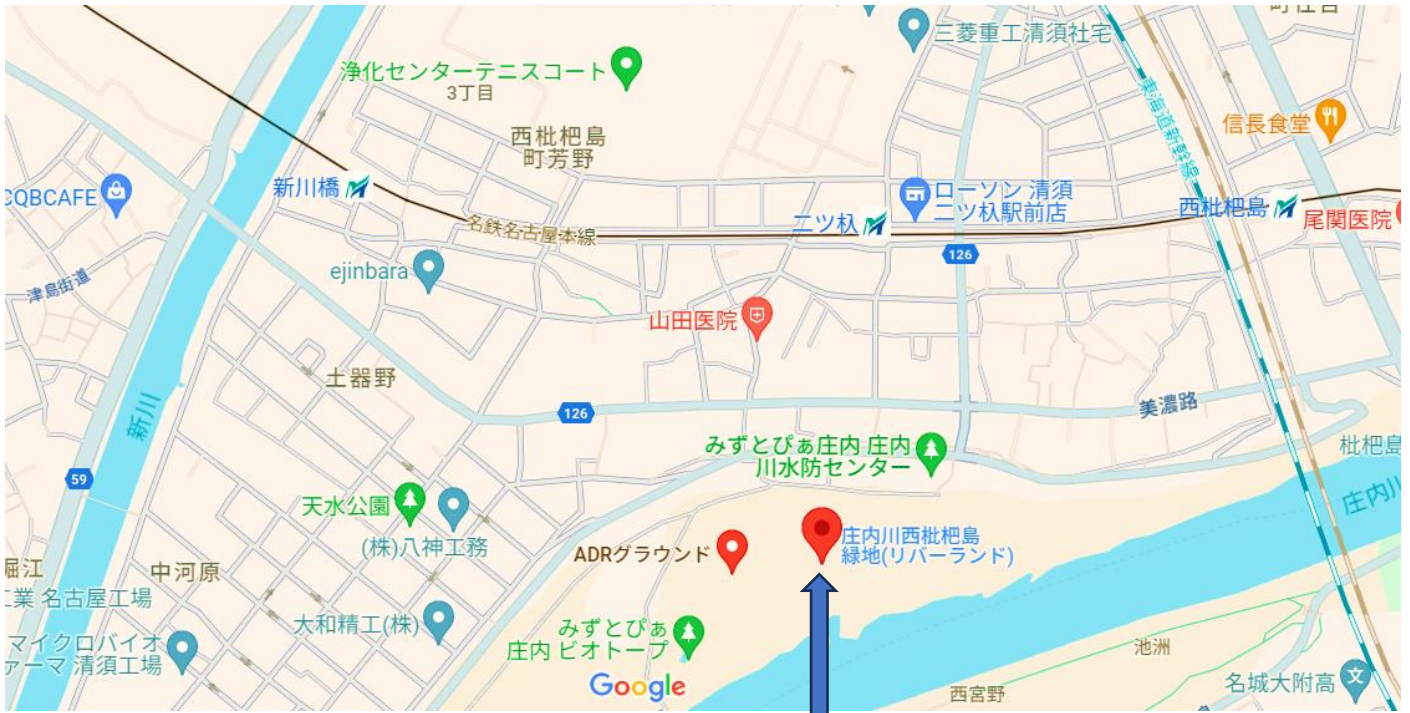 三菱重工清須社宅
浄化センターテニスコート
3丁目
東海道新幹線
信長食堂
西枇杷島
町芳野
CQBCAFE
新川橋
ローソン 清須
二ツ杁駅前店
西枇杷島
二ツ杁
尾関医院
名鉄名古屋本線
126
ejinbara
津島街道
山田医院
土器野
126
美濃路
新川
みずとぴぁ庄内 庄内
川水防センター
枇杷島
59
庄内川
天水公園
(株)八神工務
庄内川西枇杷島
緑地(リバーランド)
ADRグラウンド
堀江
中河原
工業 名古屋工場
大和精工(株)
みずとぴぁ
庄内 ビオトープ
マイクロバイオ
ァーマ 清須工場
池洲
Google
西宮野
名城大附高